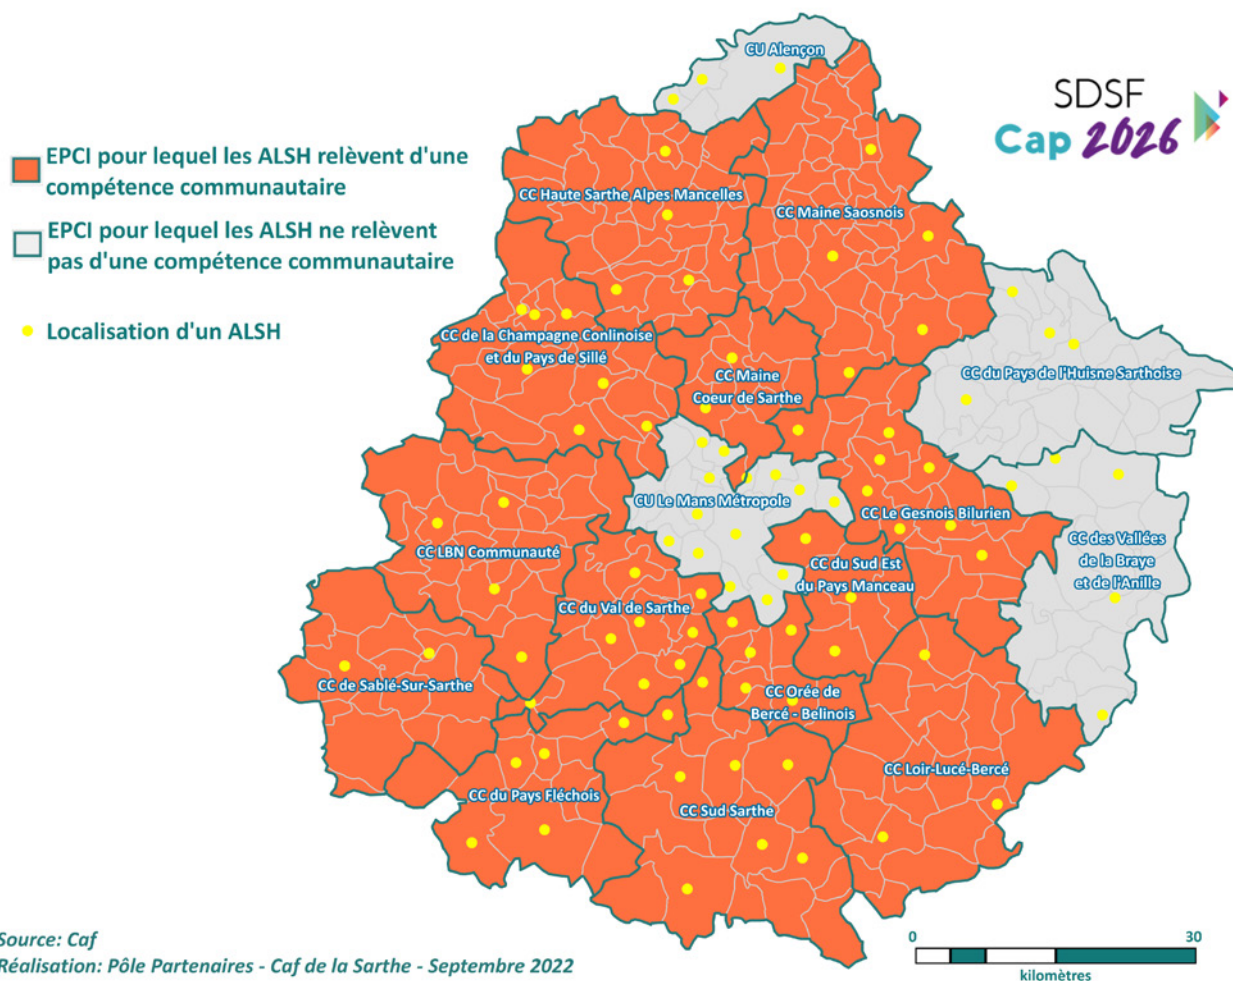 CU Alençon
SDSF
Cap 2026
EPCI pour lequel les ALSH relèvent d'une
compétence communautaire
EPCI pour lequel les ALSH ne relèvent
pas d'une compétence communautaire
Localisation d'un ALSH
CC Haute Sarthe Alpes Mancelles
CC Maine Saosnois
CC de la Champagne Conlinoise
et du Pays de Sillé
CC Maine
Coeur de Sarthe
CC du Pays de l'Huisne Sarthoise
CU Le Mans Métropole
CC Le Gesnois Bilurien
CC LBN Communauté
CC du Sud Est
du Pays Manceau
CC des Vallées
de la Braye
et de l'Anille
CC du Val de Sarthe
CC de Sablé-Sur-Sarthe
CC Orée de
Bercé - Belinois
CC Loir-Lucé-Bercé
CC du Pays Fléchois
CC Sud Sarthe
Source: Caf
Réalisation: Pôle Partenaires - Caf de la Sarthe - Septembre 2022
0 30
kilomètres